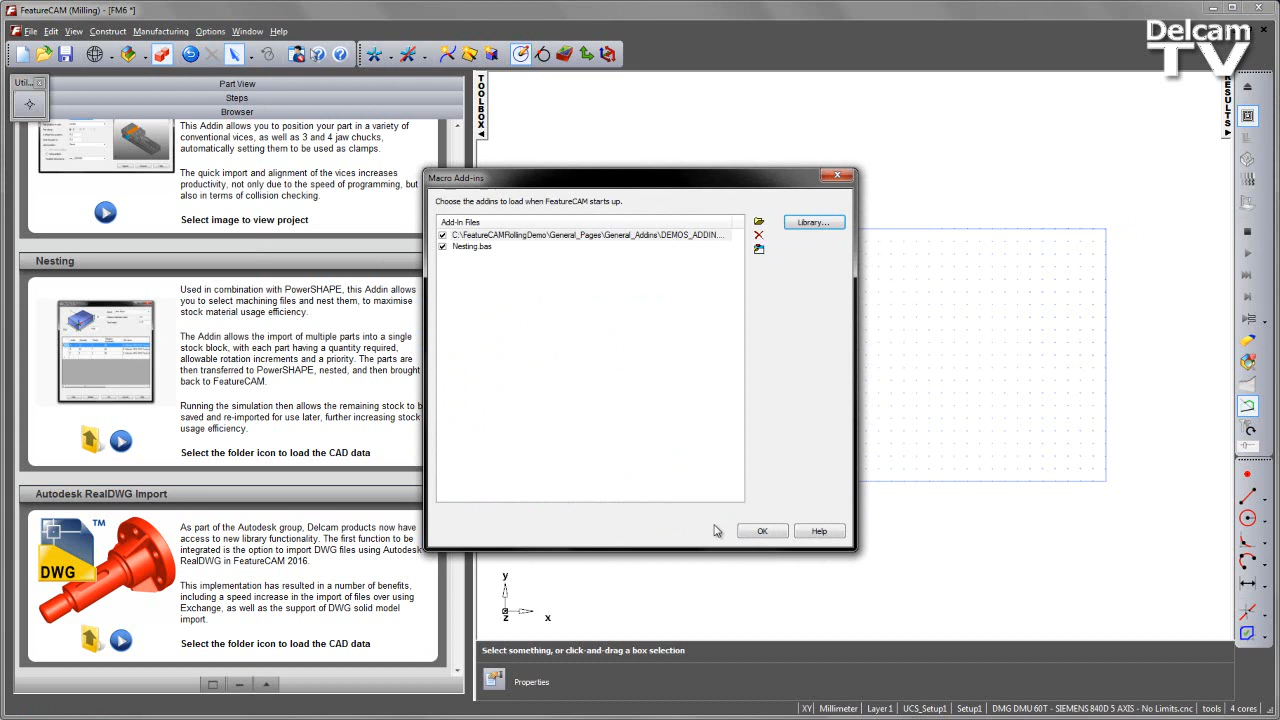 FeatureCAM (Milling) - [FM6 *]
File Edit View Construct Manufacturing Options Window Help
Delcam
TV
Util...
Part View
Steps
Browser
TOOLBOX
RESULTS
This Addin allows you to position your part in a variety of
conventional vices, as well as 3 and 4 jaw chucks,
automatically setting them to be used as clamps.
The quick import and alignment of the vices increases
productivity, not only due to the speed of programming, but
also in terms of collision checking.
Select image to view project
Nesting
Used in combination with PowerSHAPE, this Addin allows
you to select machining files and nest them, to maximise
stock material usage efficiency.
The Addin allows the import of multiple parts into a single
stock block, with each part having a quantity required,
allowable rotation increments and a priority. The parts are
then transferred to PowerSHAPE, nested, and then brought
back to FeatureCAM.
Running the simulation then allows the remaining stock to b
saved and re-imported for use later, further increasing stock
usage efficiency.
Select the folder icon to load the CAD data
Autodesk RealDWG Import
DWG
TM
As part of the Autodesk group, Delcam products now have
access to new library functionality. The first function to be
integrated is the option to import DWG files using Autodesk
RealDWG in FeatureCAM 2016.
This implementation has resulted in a number of benefits,
including a speed increase in the import of files over using
Exchange, as well as the support of DWG solid model
import.
Select the folder icon to load the CAD data
Macro Add-ins
Choose the addins to load when FeatureCAM starts up.
Add-In Files
C:\FeatureCAMRollingDemo\General_Pages\General_Addins\DEMOS_ADDIN....
Nesting.bas
Library...
OK
Help
y
z
x
Select something, or click-and-drag a box selection
Properties
XY Millimeter Layer1 UCS_Setup1 Setup1 DMG DMU 60T - SIEMENS 840D 5 AXIS - No Limits.cnc tools 4 cores